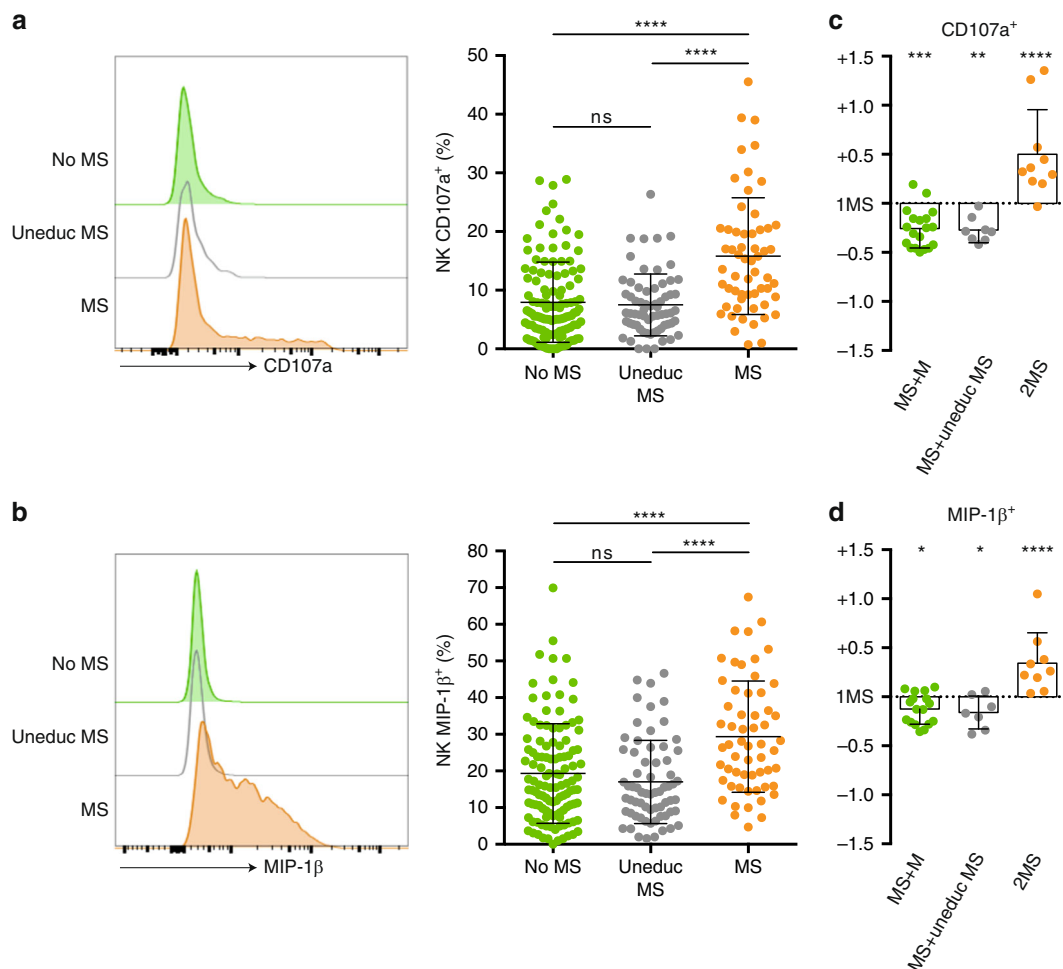 a
No MS
Uneduc MS
MS
CD107a
NK CD107a+ (%)
50
40
30
20
10
0
****
****
ns
No MS
Uneduc
MS
MS
c
CD107a+
*** ** ****
+1.5
+1.0
+0.5
1MS
−0.5
−1.0
−1.5
MS+M
MS+uneduc MS
2MS
b
No MS
Uneduc MS
MS
MIP-1β
NK MIP-1β+ (%)
80
70
60
50
40
30
20
10
0
****
ns ****
No MS
Uneduc
MS
MS
d
MIP-1β+
* * ****
+1.5
+1.0
+0.5
1MS
−0.5
−1.0
−1.5
MS+M
MS+uneduc MS
2MS